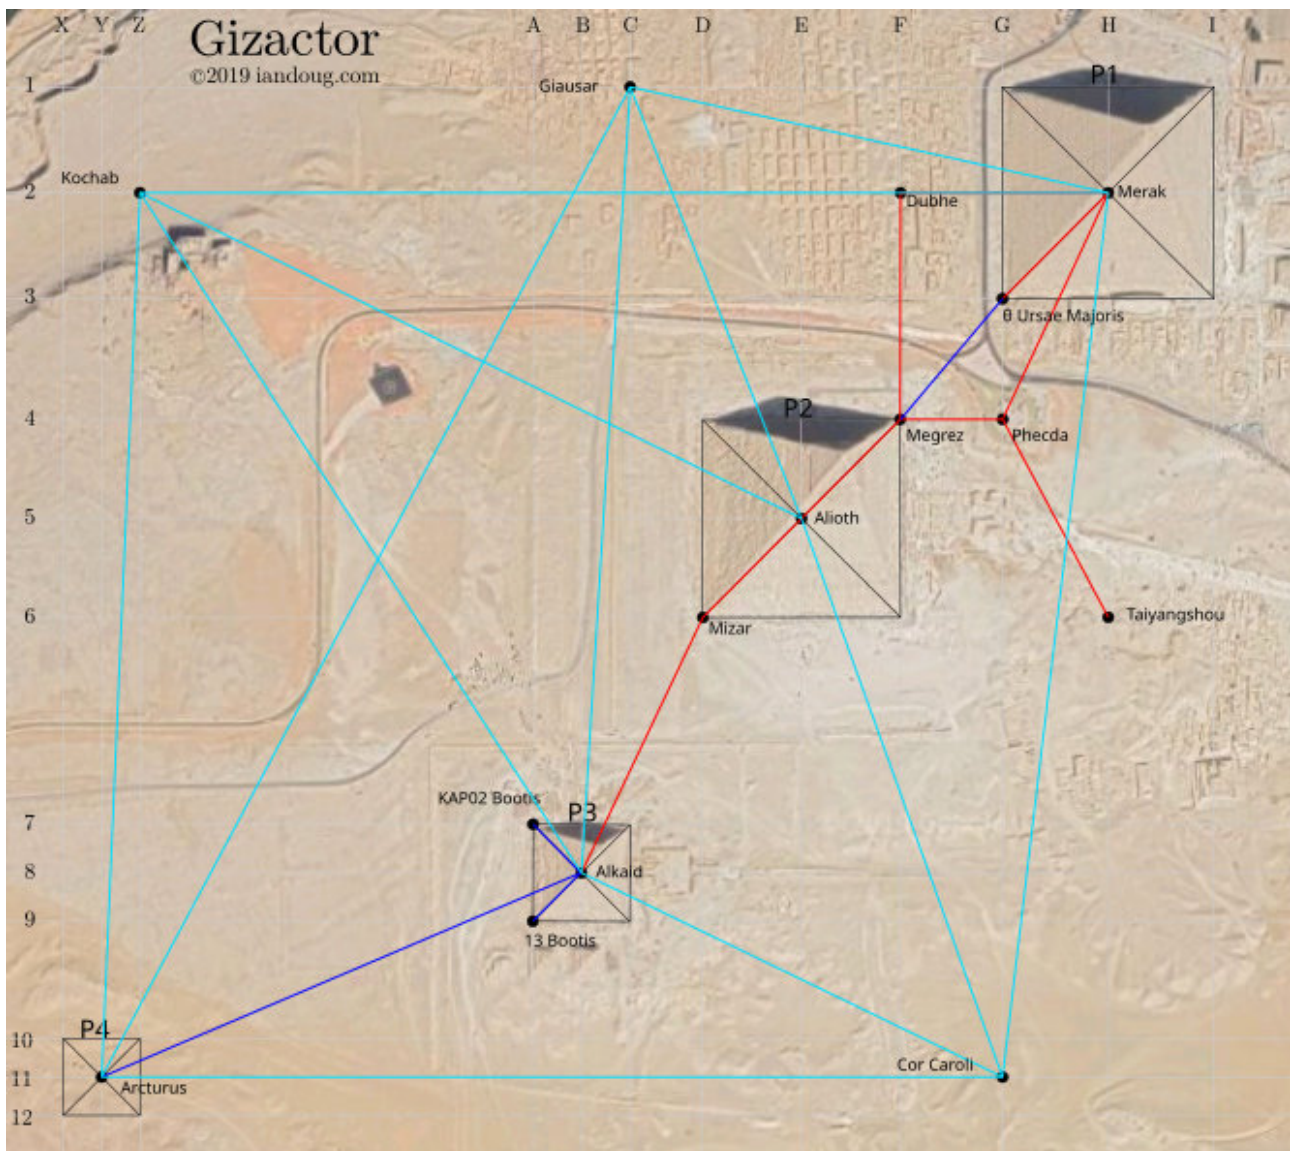 X Y Z A B C D E F G H I
Gizactor
©2019 iandoug.com
P1
1
Giausar
Kochab
2
Merak
Dubhe
3
θ Ursae Majoris
P2
4
Megrez
Phecda
5
Alioth
6
Taiyangshou
Mizar
KAP02 Bootis
P3
7
8
Alkaid
9
13 Bootis
P4
10
Cor Caroli
11
Arcturus
12